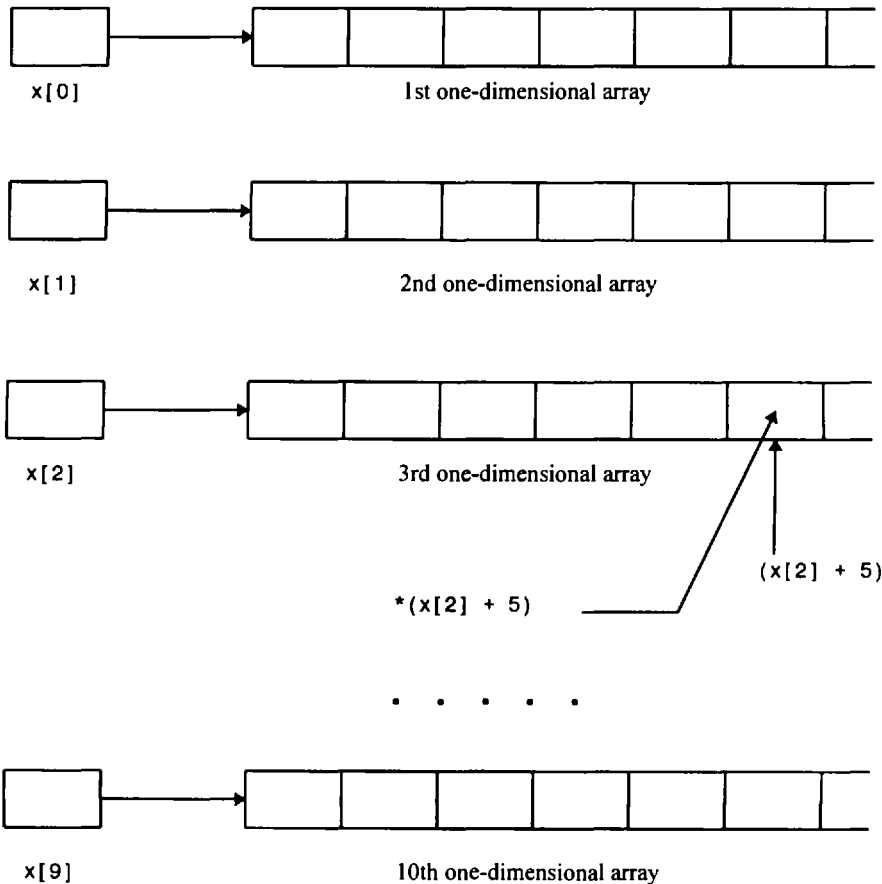 x[0]
1st one-dimensional array
x[1]
2nd one-dimensional array
x[2]
3rd one-dimensional array
(x[2] + 5)
*(x[2] + 5)
. . . . .
x[9]
10th one-dimensional array